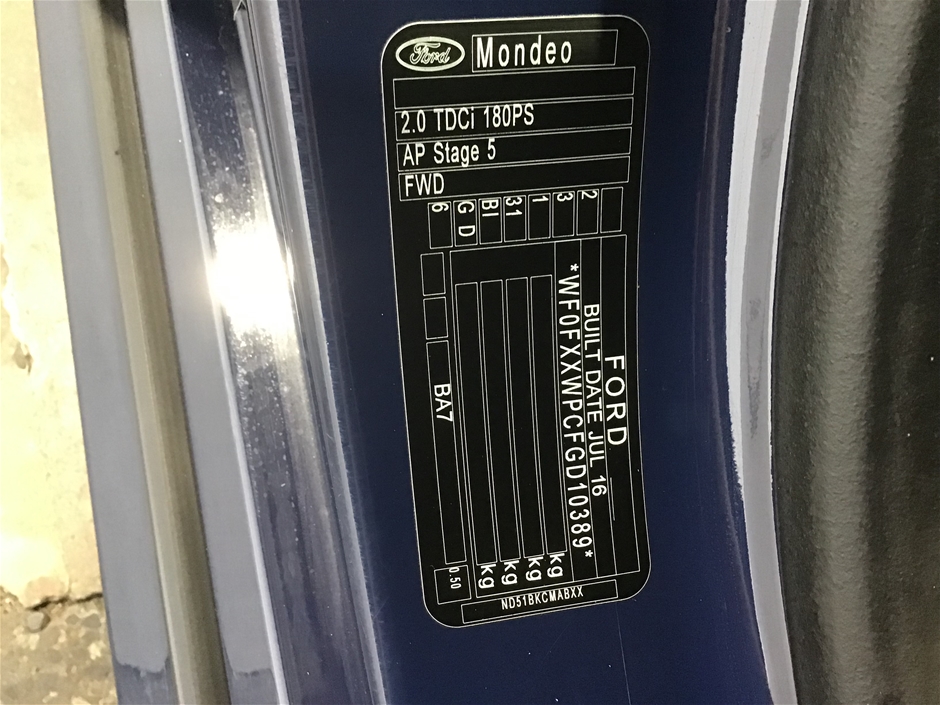 Ford
Mondeo
2.0 TDCi 180PS
AP Stage 5
FWD
6
G D
BI
31
1
3
2
FORD
BUILT DATE JUL 16
*WF0FXXWPCFGD10389*
kg
kg
kg
kg
BA7
0.50
ND51BKCMABXX